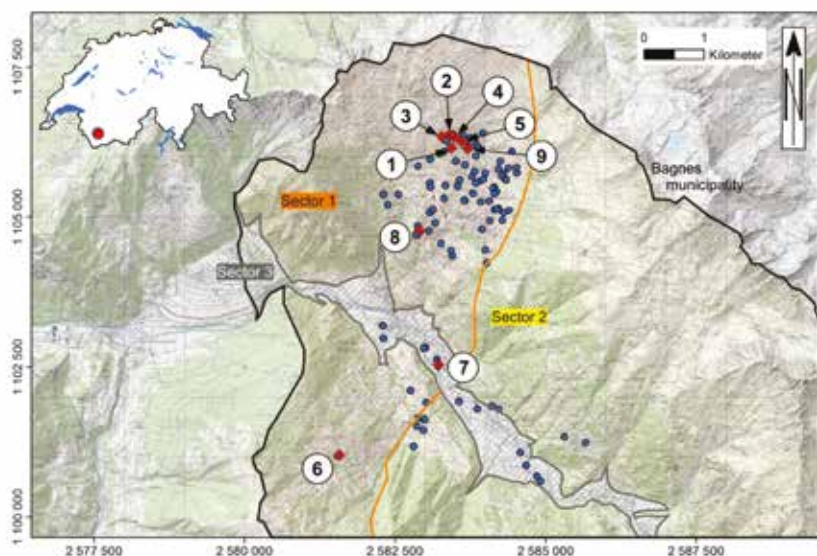 0 1
Kilometer
N
1 107 500
2
4
3
5
1
9
Bagnes
municipality
Sector 1
1 105 000
8
Sector 3
Sector 2
7
1 102 500
6
1 100 000
2 577 500 2 580 000 2 582 500 2 585 000 2 587 500